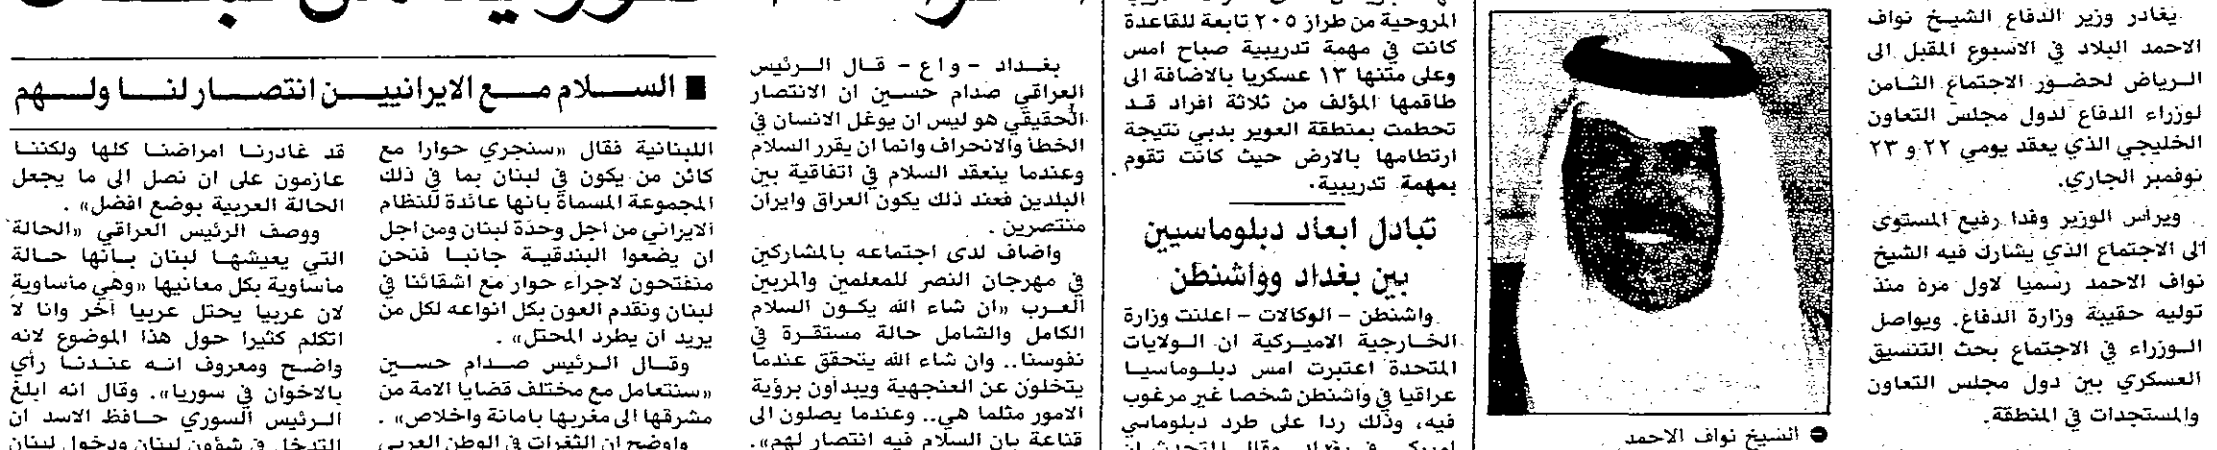 يغادر وزير الدفاع الشيخ نواف
الاحمد البلاد في الاسبوع المقبل الى
الرياض لحضور الاجتماع الثامن
لوزراء الدفاع لدول مجلس التعاون
الخليجي الذي يعقد يومي ٢٢ و ٢٣
نوفمبر الجاري.
ويرأس الوزير وفدا رفيع المستوى
الى الاجتماع الذي يشارك فيه الشيخ
نواف الاحمد رسميا لاول مرة منذ
توليه حقيبة وزارة الدفاع. ويواصل
الوزراء في الاجتماع بحث التنسيق
العسكري بين دول مجلس التعاون
والمستجدات في المنطقة.
الشيخ نواف الاحمد
المروحية من طراز ٢٠٥ تابعة للقاعدة
كانت في مهمة تدريبية صباح امس
وعلى متنها ١٣ عسكريا بالاضافة الى
طاقمها المؤلف من ثلاثة افراد قد
تحطمت بمنطقة العوير بدبي نتيجة
ارتطامها بالارض حيث كانت تقوم
بمهمة تدريبية.
تبادل ابعاد دبلوماسيين
بين بغداد وواشنطن
واشنطن - الوكالات - اعلنت وزارة
الخارجية الاميركية ان الولايات
المتحدة اعتبرت امس دبلوماسيا
عراقيا في واشنطن شخصا غير مرغوب
فيه، وذلك ردا على طرد دبلوماسي
بغداد - واع - قال الرئيس
العراقي صدام حسين ان الانتصار
الحقيقي هو ليس ان يوغل الانسان في
الخطأ والانحراف وانما ان يقرر السلام
وعندما ينعقد السلام في اتفاقية بين
البلدين فعند ذلك يكون العراق وايران
منتصرين .
واضاف لدى اجتماعه بالمشاركين
في مهرجان النصر للمعلمين والمربين
العرب «ان شاء الله يكون السلام
الكامل والشامل حالة مستقرة في
نفوسنا.. وان شاء الله يتحقق عندما
يتخلون عن العنجهية ويبدأون برؤية
الامور مثلما هي.. وعندما يصلون الى
قناعة بان السلام فيه انتصار لهم».
■ السلام مع الايرانيين انتصار لنا ولهم
اللبنانية فقال «سنجري حوارا مع
كائن من يكون في لبنان بما في ذلك
المجموعة المسماة بانها عائدة للنظام
الايراني من اجل وحدة لبنان ومن اجل
ان يضعوا البندقية جانبا فنحن
منفتحون لاجراء حوار مع اشقائنا في
لبنان ونقدم العون بكل انواعه لكل من
يريد ان يطرد المحتل» .
وقال الرئيس صدام حسين
«سنتعامل مع مختلف قضايا الامة من
مشرقها الى مغربها بامانة واخلاص» .
واوضح ان الثغرات في الوطن العربي
قد غادرنا امراضنا كلها ولكننا
عازمون على ان نصل الى ما يجعل
الحالة العربية بوضع افضل» .
ووصف الرئيس العراقي «الحالة
التي يعيشها لبنان بانها حالة
مأساوية بكل معانيها «وهي مأساوية
لان عربيا يحتل عربيا آخر وانا لا
اتكلم كثيرا حول هذا الموضوع لانه
واضح ومعروف انه عندنا رأي
بالاخوان في سوريا». وقال انه ابلغ
الرئيس السوري حافظ الاسد ان
التدخل في شؤون لبنان ودخول لبنان